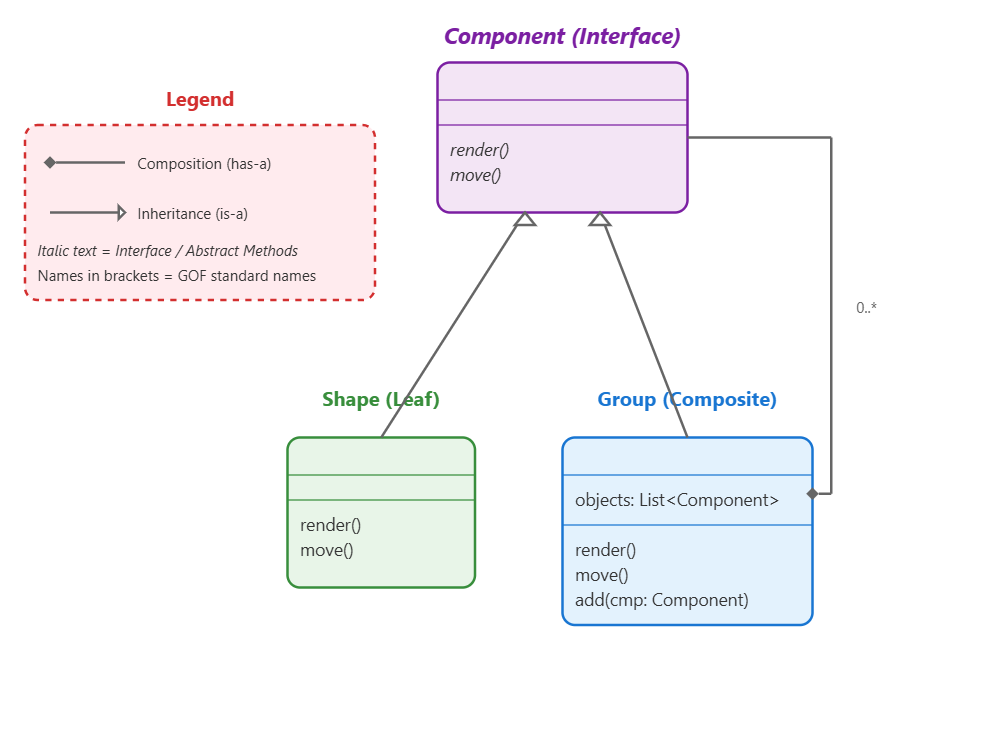 Component (Interface)
render()
move()
Legend
Composition (has-a)
Inheritance (is-a)
Italic text = Interface / Abstract Methods
Names in brackets = GOF standard names
0..*
Shape (Leaf)
render()
move()
Group (Composite)
objects: List<Component>
render()
move()
add(cmp: Component)